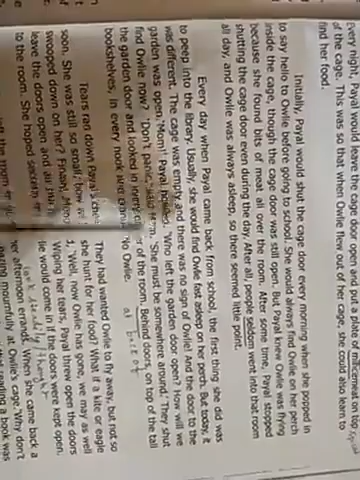 Every night, Payal would leave the cage door open and put a plate of on top
of the cage. This was so that when Owlie flew out of her cage, she could also learn to
find her food.
Initially, Payal would shut the cage door every morning when she popped in
to say hello to Owlie before going to school. She would always find Owlie on her perch
inside the cage, though the cage door was still open. But Payal knew Owlie was flying
because she found bits of meat all over the room. After some time, Payal stopped
shutting the cage door even during the day. After all, people seldom went into that room
all day, and Owlie was always asleep, so there seemed little point.
Every day when Payal came back from school, the first thing she did was
to peep into the library. Usually, she would find Owlie fast asleep on her perch. But today, it
was different. The cage was empty and there was no sign of Owlie! And the door to the
garden was open. 'Mum!' Payal 'Who left the garden door open? How will we
find Owlie now?' 'Don't panic,' said Mum. 'She must be somewhere around.' They shut
the garden door and looked in every of the room. Behind doors, on top of the tall
bookshelves, in every nook and No Owlie.
Tears ran down Payal's They had wanted Owlie to fly away, but not so
soon. She was still so small, how she hunt for her food? What if a kite or eagle
swooped down on her? Finally, 'Well, now Owlie has gone, we may as well
leave the doors open and Wiping her tears, Payal threw open the doors
to the room. She hoped would come in if the doors were kept open.
left the room afternoon errands. When she came back a
gazing mournfully at Owlie's cage. 'Why don't
reading a book was